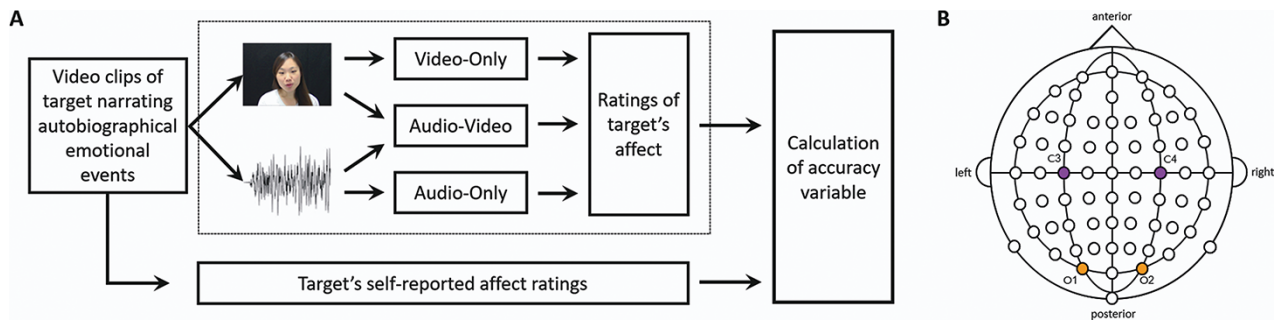 A
Video clips of
target narrating
autobiographical
emotional
events
Video-Only
Audio-Video
Audio-Only
Ratings of
target's
affect
Target's self-reported affect ratings
Calculation
of accuracy
variable
B
anterior
C3
C4
left
right
O1
O2
posterior